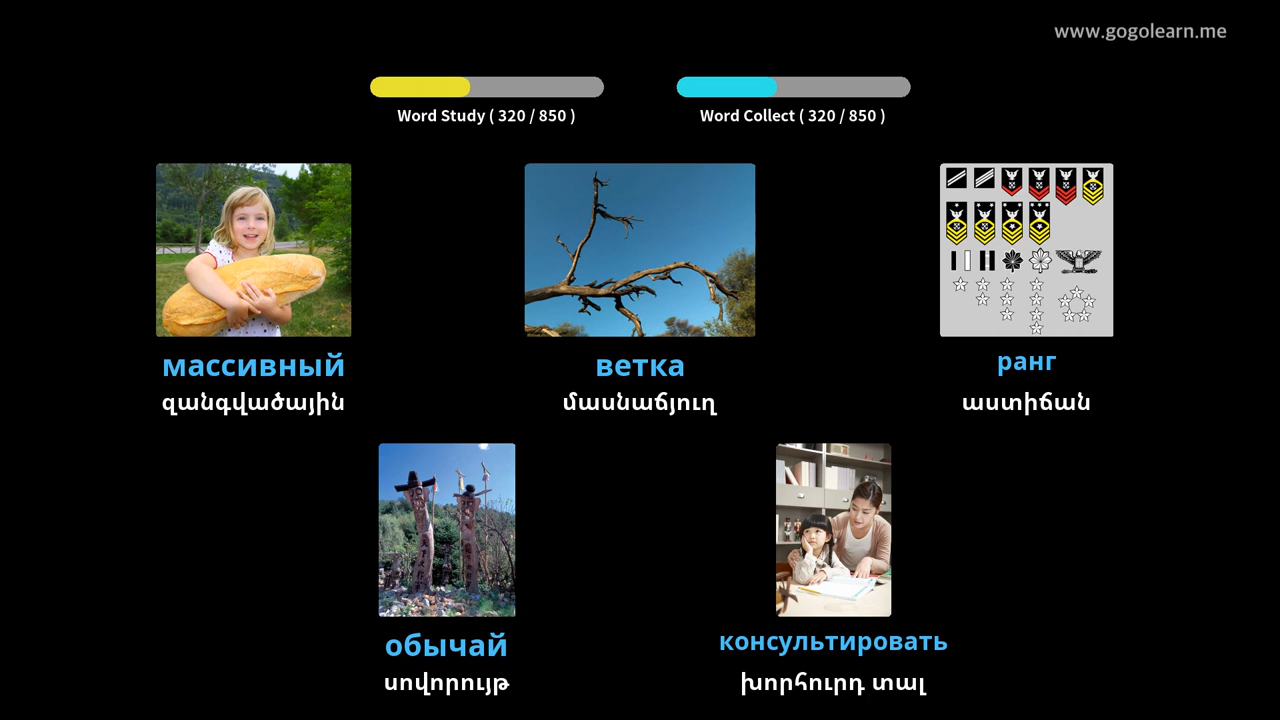 www.gogolearn.me
Word Study ( 320 / 850 )
Word Collect ( 320 / 850 )
массивный
զանգվածային
ветка
մասնաճյուղ
ранг
աստիճան
обычай
սովորույթ
консультировать
խորհուրդ տալ